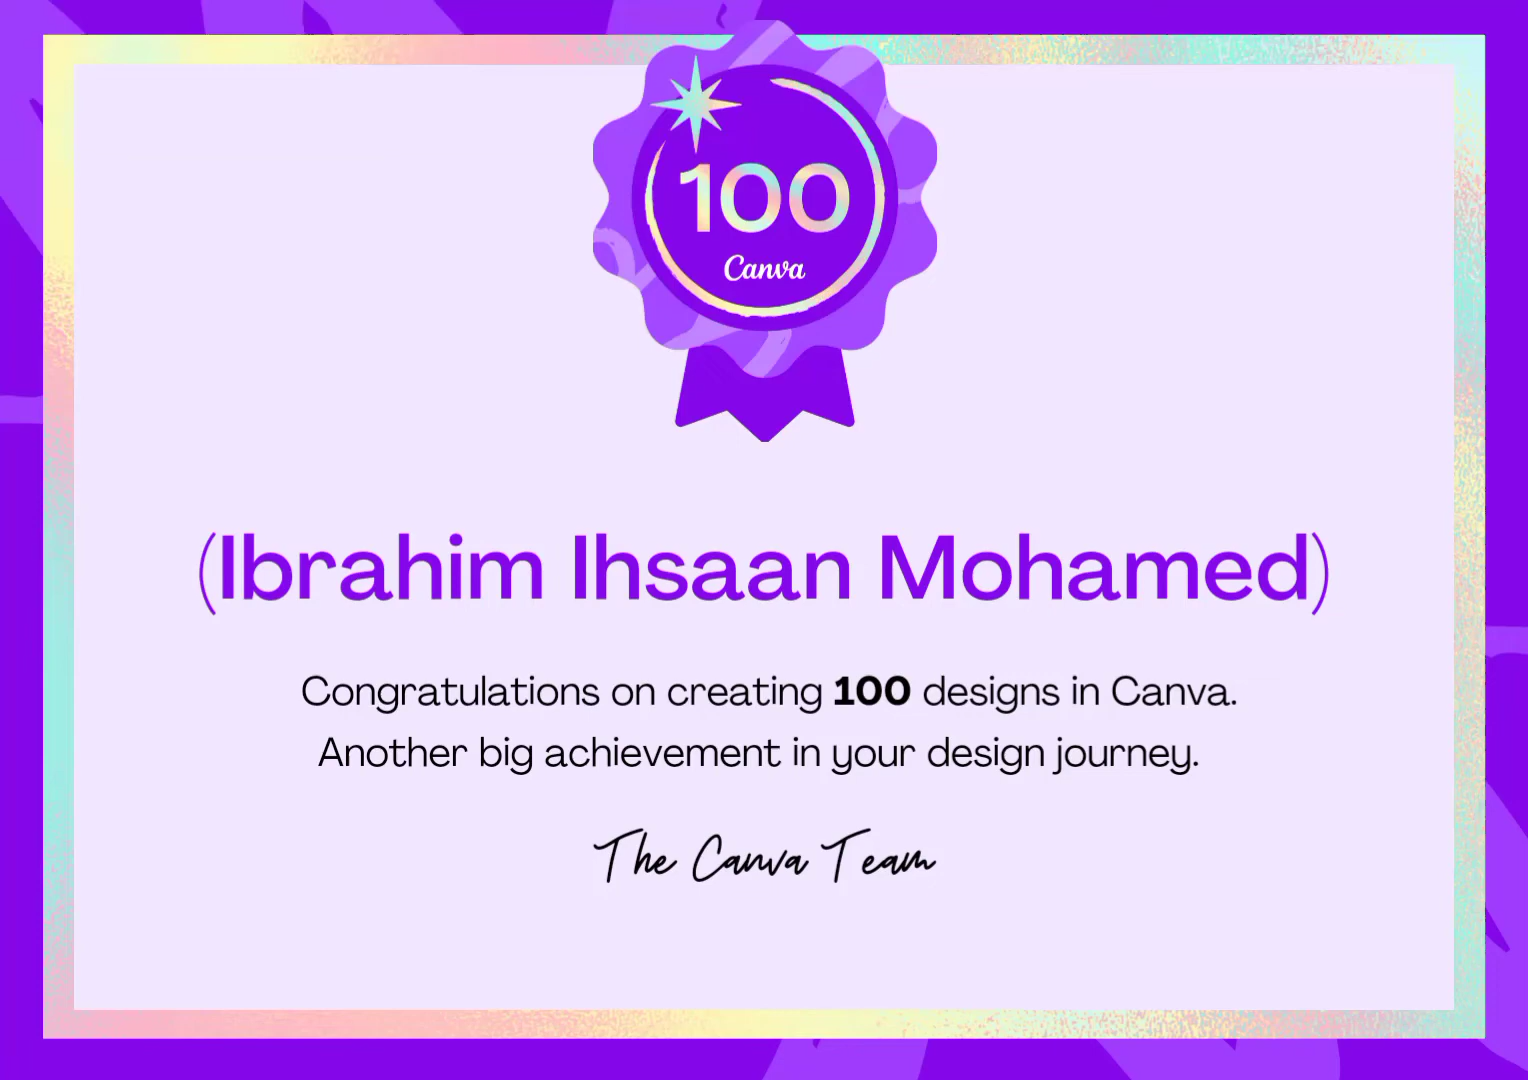 100
Canva
(Ibrahim Ihsaan Mohamed)
Congratulations on creating 100 designs in Canva.
Another big achievement in your design journey.
The Canva Team